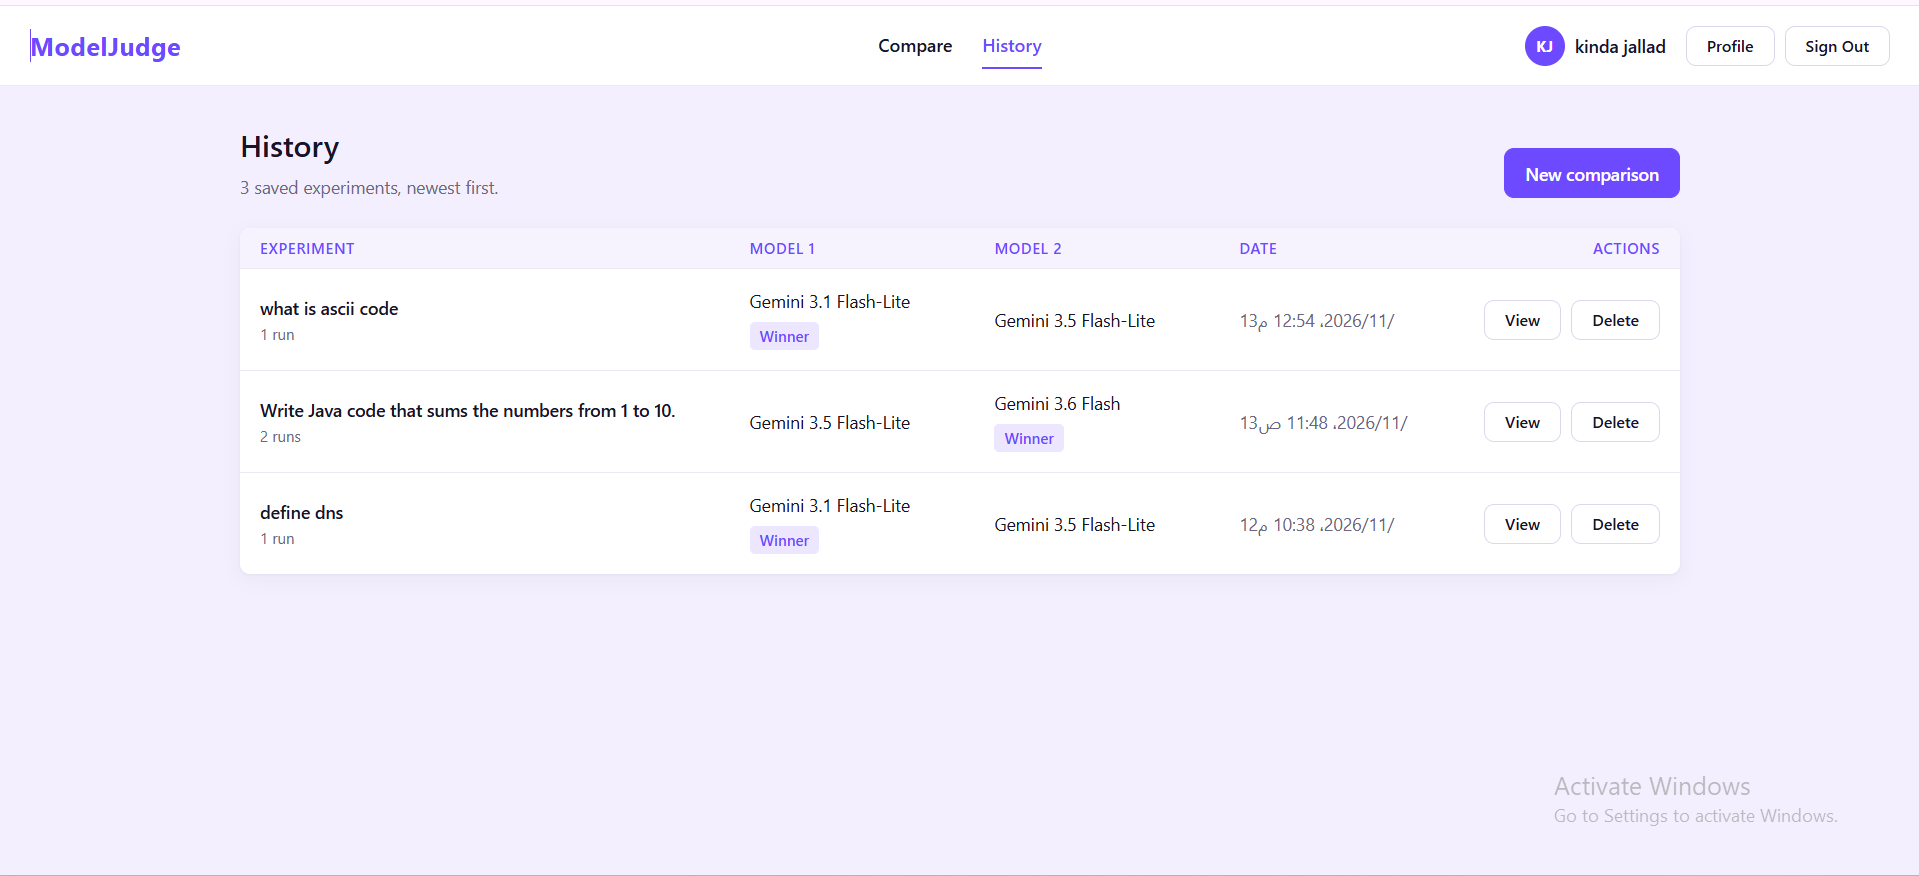 ModelJudge
Compare History
KJ kinda jallad Profile Sign Out
History
3 saved experiments, newest first.
New comparison
EXPERIMENT MODEL 1 MODEL 2 DATE ACTIONS
what is ascii code
1 run
Gemini 3.1 Flash-Lite
Winner
Gemini 3.5 Flash-Lite
13م 12:54 ،2026/11/
View Delete
Write Java code that sums the numbers from 1 to 10.
2 runs
Gemini 3.5 Flash-Lite
Gemini 3.6 Flash
Winner
13ص 11:48 ،2026/11/
View Delete
define dns
1 run
Gemini 3.1 Flash-Lite
Winner
Gemini 3.5 Flash-Lite
12م 10:38 ،2026/11/
View Delete
Activate Windows
Go to Settings to activate Windows.